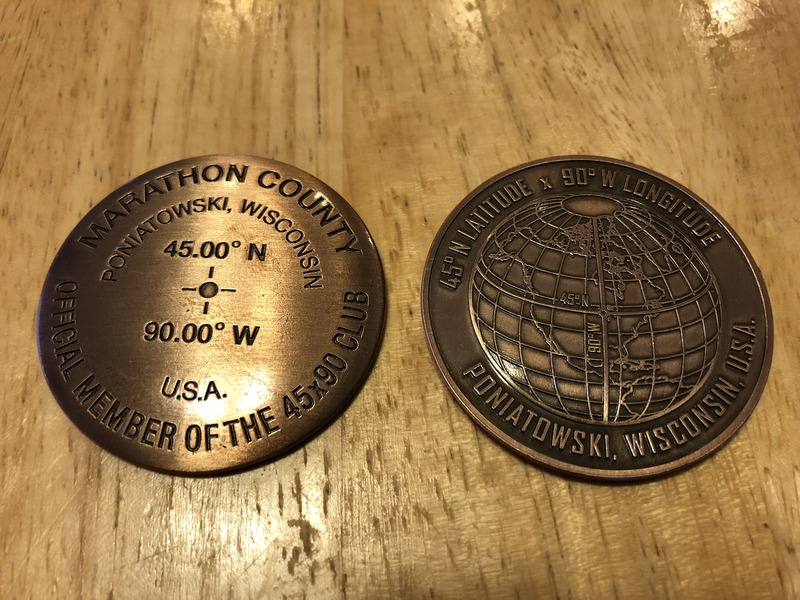 MARATHON COUNTY
PONIATOWSKI, WISCONSIN
45.00° N
90.00° W
U.S.A.
OFFICIAL MEMBER OF THE 45x90 CLUB
45° N LATITUDE x 90° W LONGITUDE
45° N
90° W
PONIATOWSKI, WISCONSIN, U.S.A.